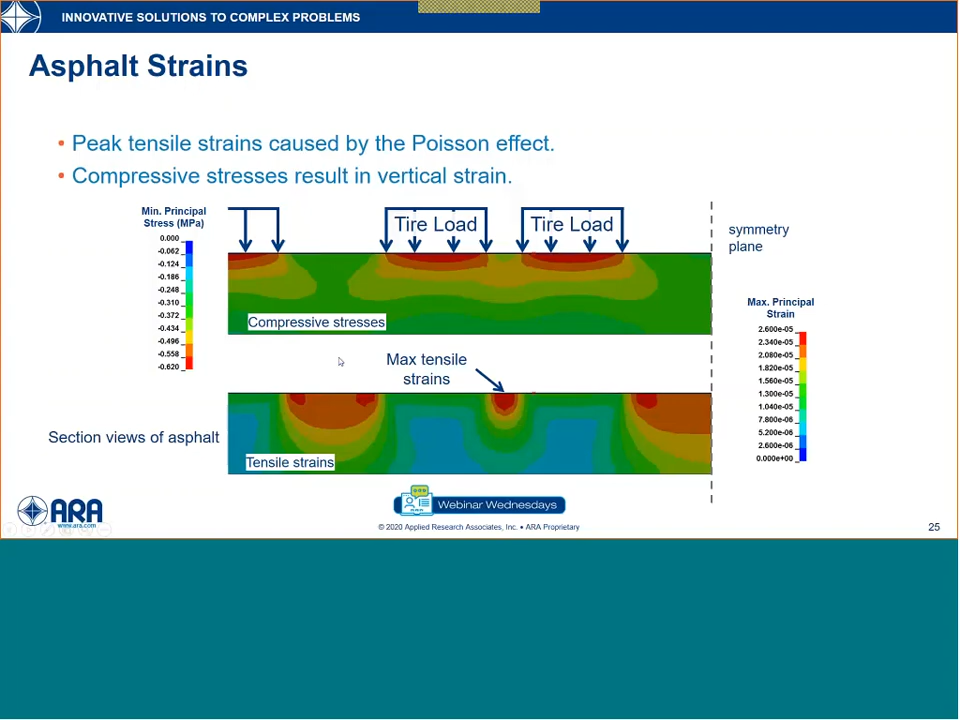 INNOVATIVE SOLUTIONS TO COMPLEX PROBLEMS
Asphalt Strains
• Peak tensile strains caused by the Poisson effect.
• Compressive stresses result in vertical strain.
Min. Principal
Stress (MPa)
0.000
-0.062
-0.124
-0.186
-0.248
-0.310
-0.372
-0.434
-0.496
-0.558
-0.620
Tire Load
Tire Load
symmetry
plane
Compressive stresses
Max. Principal
Strain
2.600e-05
2.340e-05
2.080e-05
1.820e-05
1.560e-05
1.300e-05
1.040e-05
7.800e-06
5.200e-06
2.600e-06
0.000e+00
Max tensile
strains
Section views of asphalt
Tensile strains
ARA
www.ara.com
Webinar Wednesdays
© 2020 Applied Research Associates, Inc. • ARA Proprietary
25